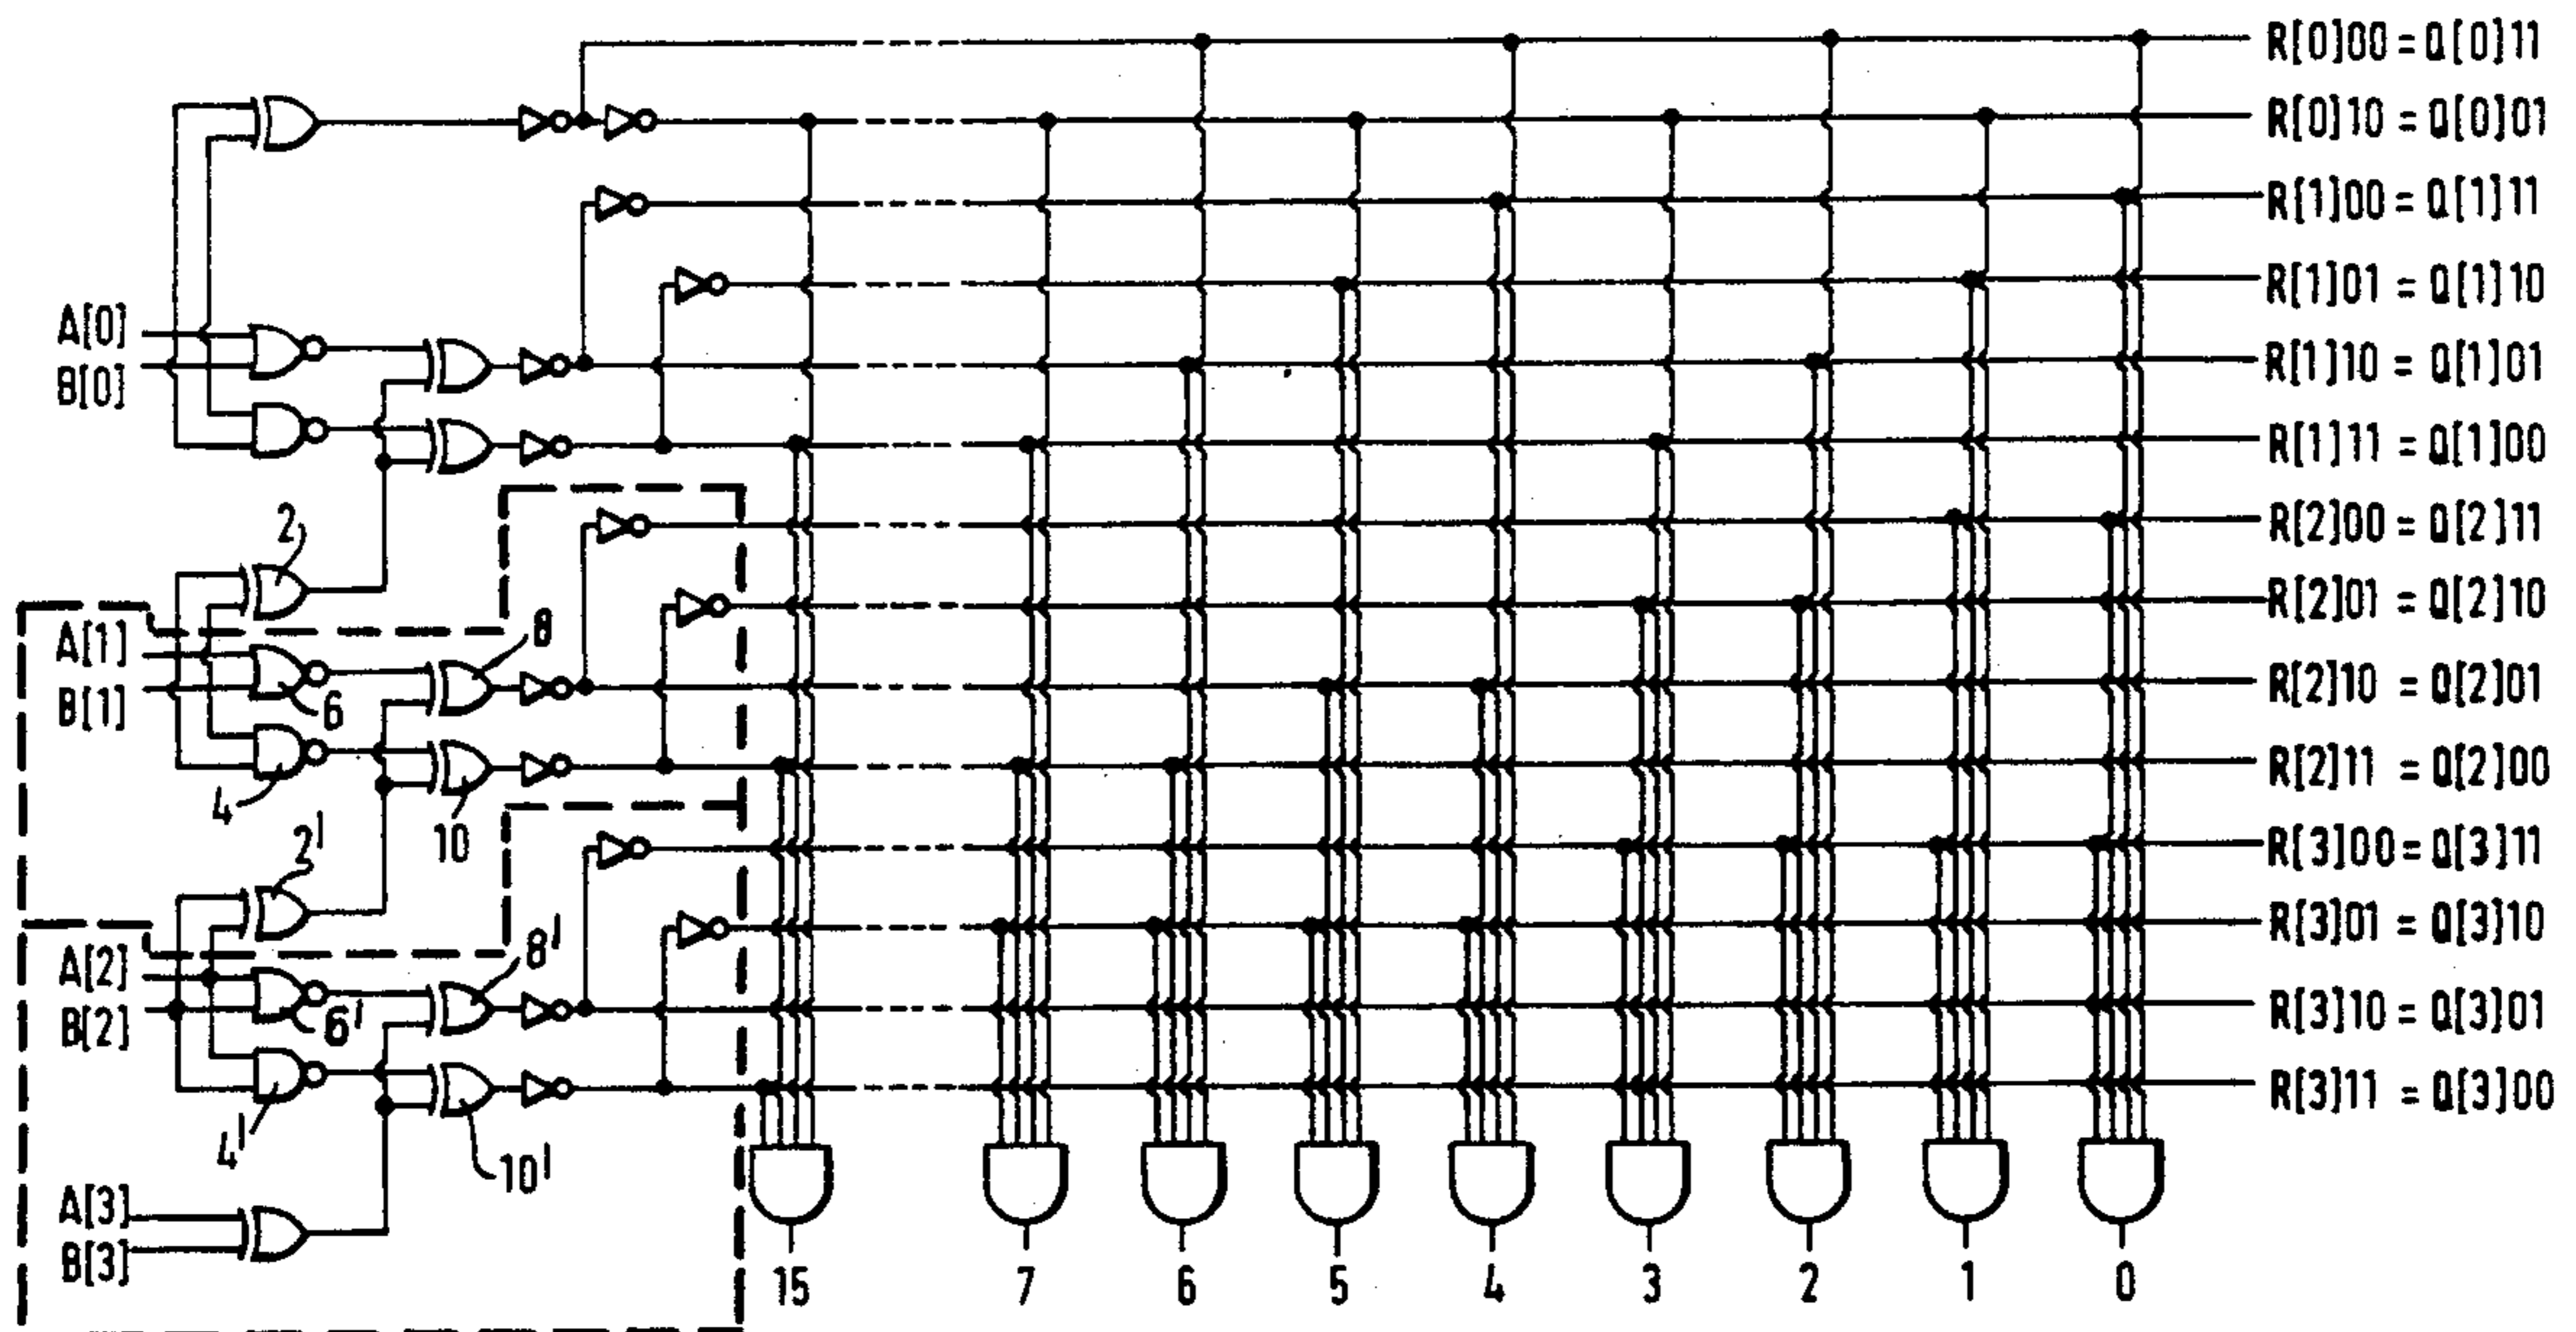 R[0]00 = Q[0]11
R[0]10 = Q[0]01
R[1]00 = Q[1]11
R[1]01 = Q[1]10
A[0]
B[0]
R[1]10 = Q[1]01
R[1]11 = Q[1]00
2
R[2]00 = Q[2]11
R[2]01 = Q[2]10
A[1]
8
B[1]
6
R[2]10 = Q[2]01
4
10
R[2]11 = Q[2]00
2'
R[3]00 = Q[3]11
A[2]
8'
R[3]01 = Q[3]10
B[2]
6'
R[3]10 = Q[3]01
4'
10'
R[3]11 = Q[3]00
A[3]
B[3]
15 7 6 5 4 3 2 1 0